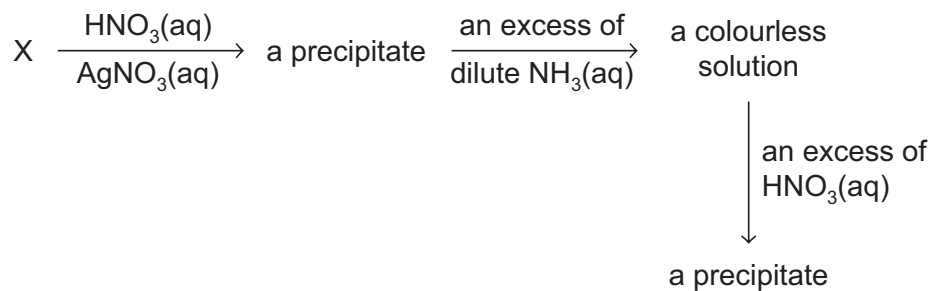 X
HNO₃(aq)
AgNO₃(aq)
a precipitate
an excess of
dilute NH₃(aq)
a colourless
solution
an excess of
HNO₃(aq)
a precipitate